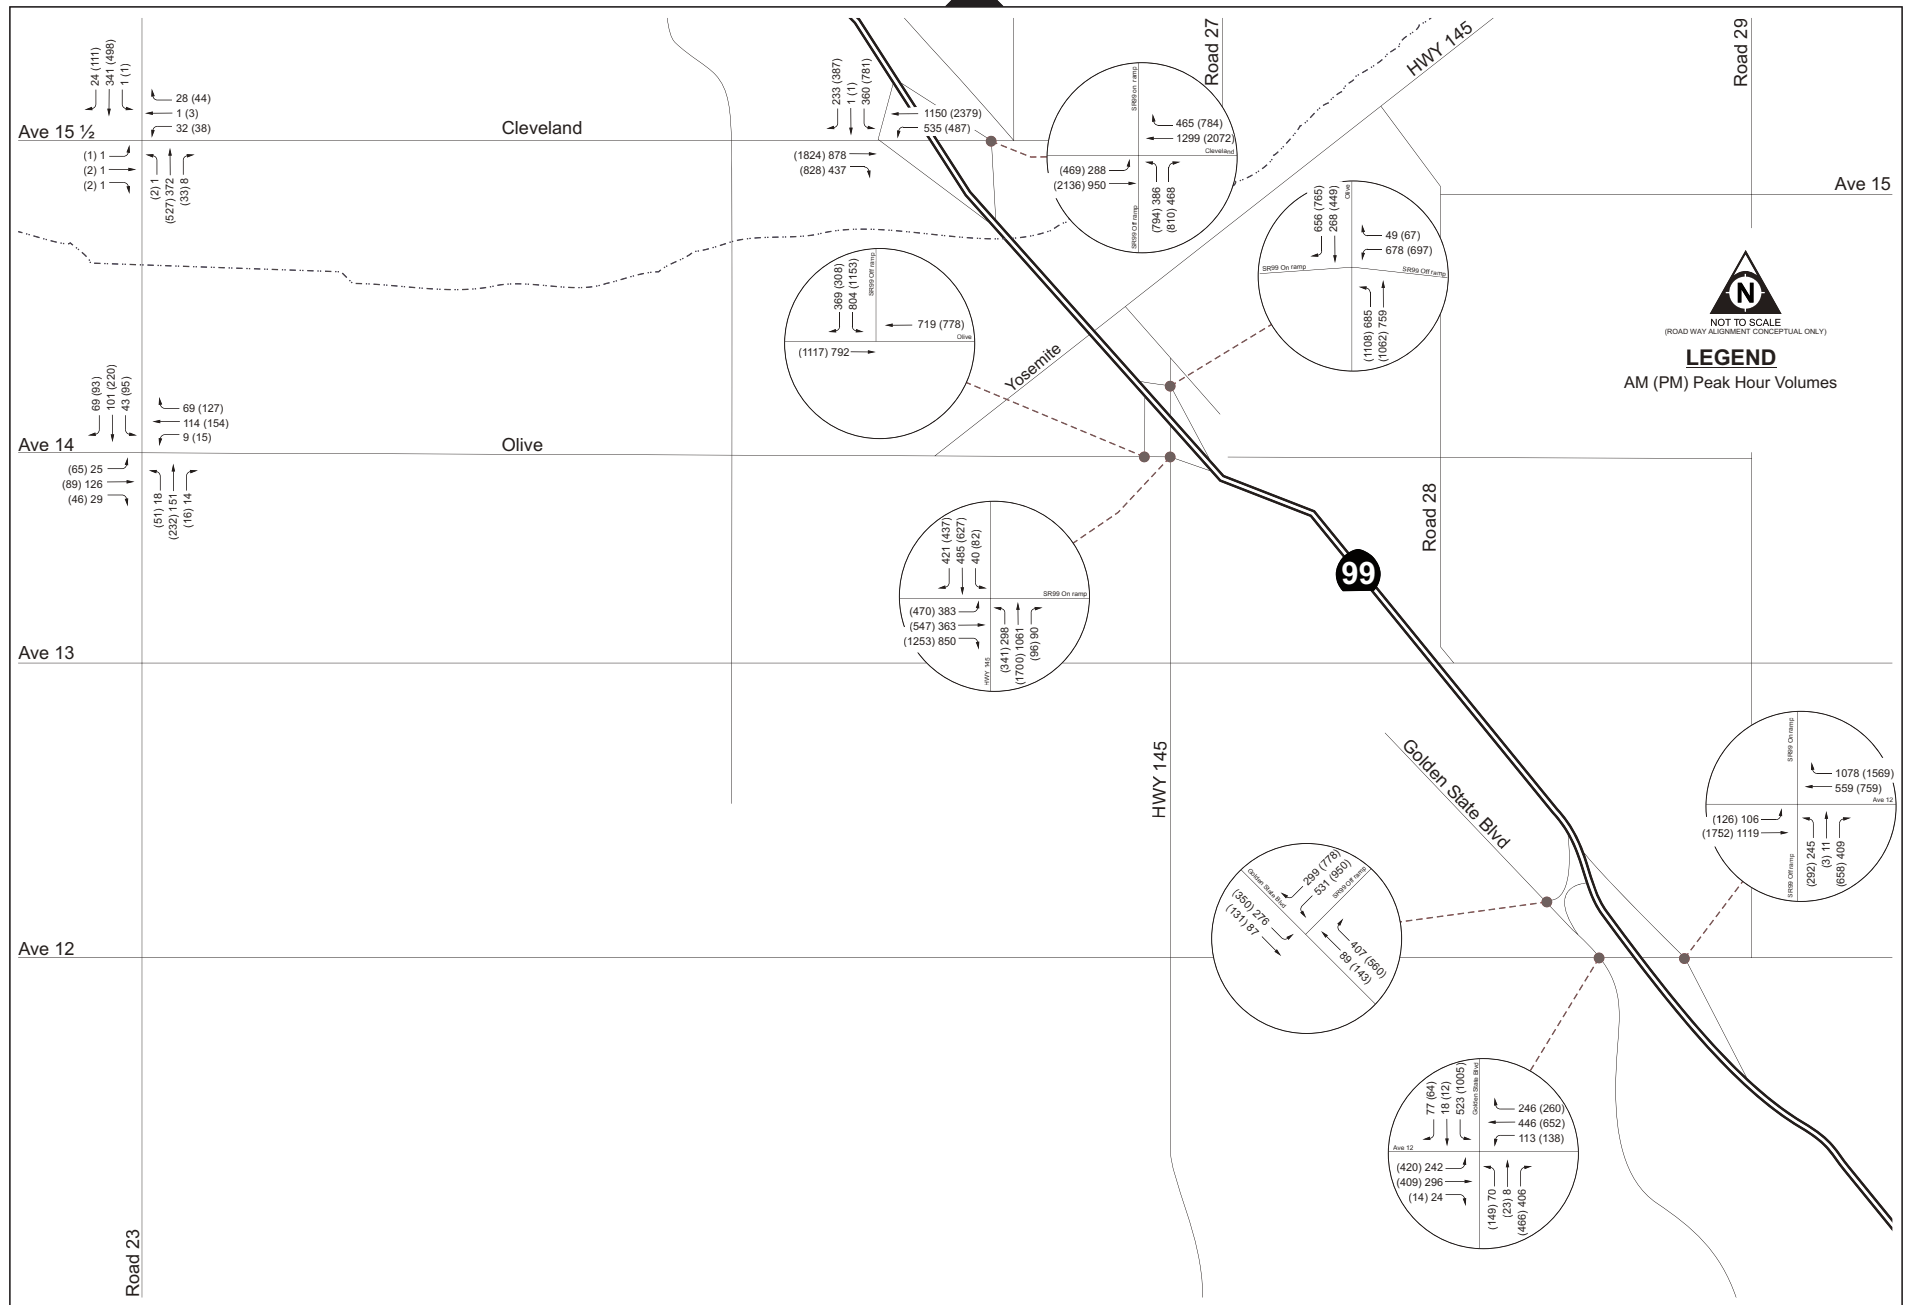 Road 27
HWY 145
Road 29
24 (111)
341 (498)
1 (1)
28 (44)
1 (3)
32 (38)
Ave 15 ½
(1) 1
(2) 1
(2) 1
(2) 1
(527) 372
(33) 8
Cleveland
233 (387)
1 (1)
360 (781)
1150 (2379)
535 (487)
(1824) 878
(828) 437
SR99 on ramp
465 (784)
1299 (2072)
Cleveland
(469) 288
(2136) 950
SR99 Off ramp
(794) 386
(810) 468
Ave 15
656 (765)
268 (449)
Olive
49 (67)
678 (697)
SR99 On ramp
SR99 Off ramp
(1108) 685
(1062) 759
369 (308)
804 (1153)
SR99 Off ramp
719 (778)
Olive
(1117) 792
N
NOT TO SCALE
(ROAD WAY ALIGNMENT CONCEPTUAL ONLY)
LEGEND
AM (PM) Peak Hour Volumes
Yosemite
69 (93)
101 (220)
43 (95)
69 (127)
114 (154)
9 (15)
Ave 14
Olive
(65) 25
(89) 126
(46) 29
(51) 18
(232) 151
(16) 14
Road 28
421 (437)
485 (627)
40 (82)
SR99 On ramp
(470) 383
(547) 363
(1253) 850
HWY 145
(341) 298
(1700) 1061
(96) 90
99
Ave 13
HWY 145
Golden State Blvd
SR99 On ramp
1078 (1569)
559 (759)
Ave 12
(126) 106
(1752) 1119
SR99 Off ramp
(292) 245
(3) 11
(658) 409
Golden State Blvd
299 (778)
531 (950)
SR99 Off ramp
(350) 276
(131) 87
407 (560)
89 (143)
Ave 12
77 (64)
18 (12)
523 (1005)
Golden State Blvd
246 (260)
446 (652)
113 (138)
Ave 12
(420) 242
(409) 296
(14) 24
(149) 70
(23) 8
(466) 406
Road 23